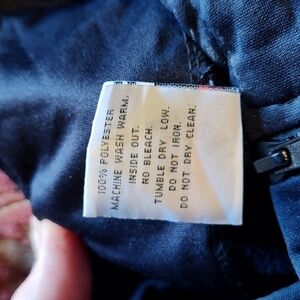 100% POLYESTER
MACHINE WASH WARM,
INSIDE OUT.
NO BLEACH.
TUMBLE DRY LOW.
DO NOT IRON.
DO NOT DRY CLEAN.